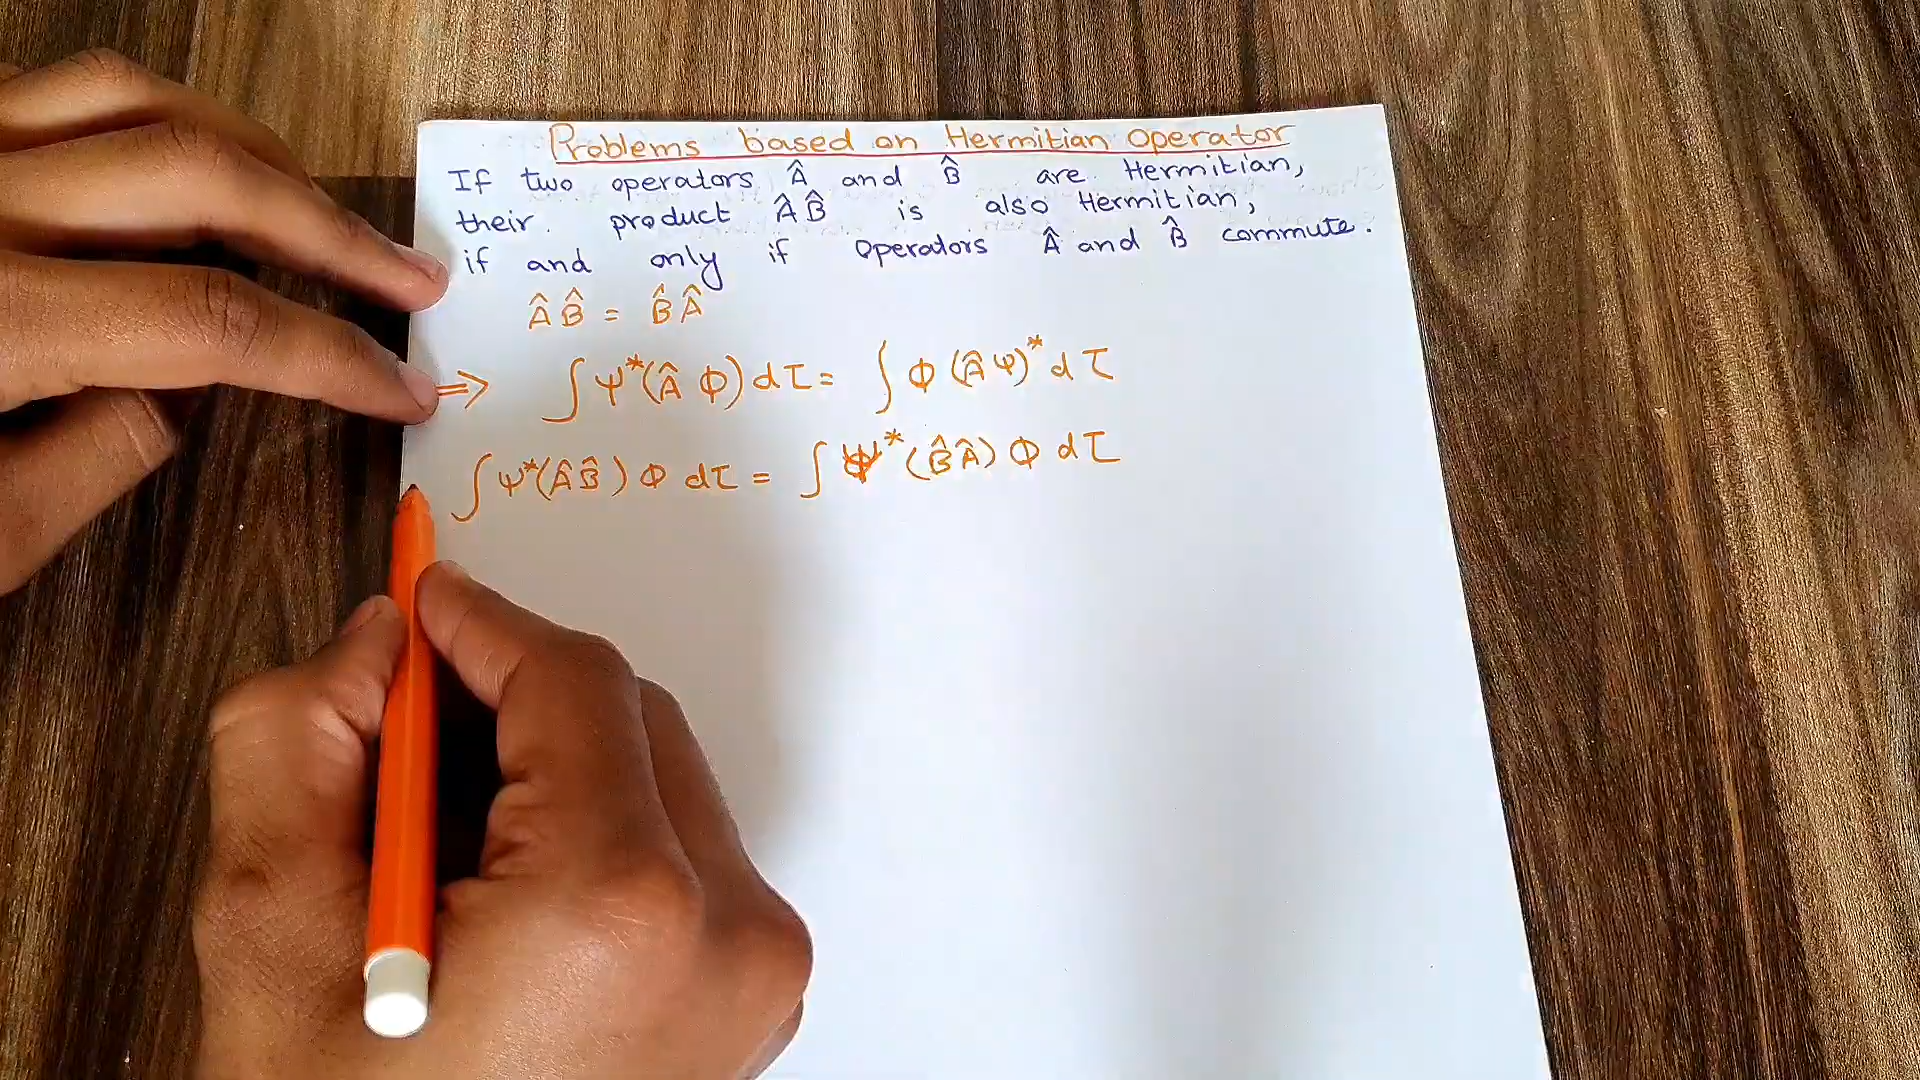 Problems based on Hermitian Operator
If two operators Â and B̂ are Hermitian,
their product ÂB̂ is also Hermitian,
if and only if Operators Â and B̂ commute.
ÂB̂ = B̂Â
⇒ ∫ψ*(Â Φ)dτ = ∫ Φ (Âψ)* dτ
∫ψ*(ÂB̂) Φ dτ = ∫ ψ* (B̂Â) Φ dτ